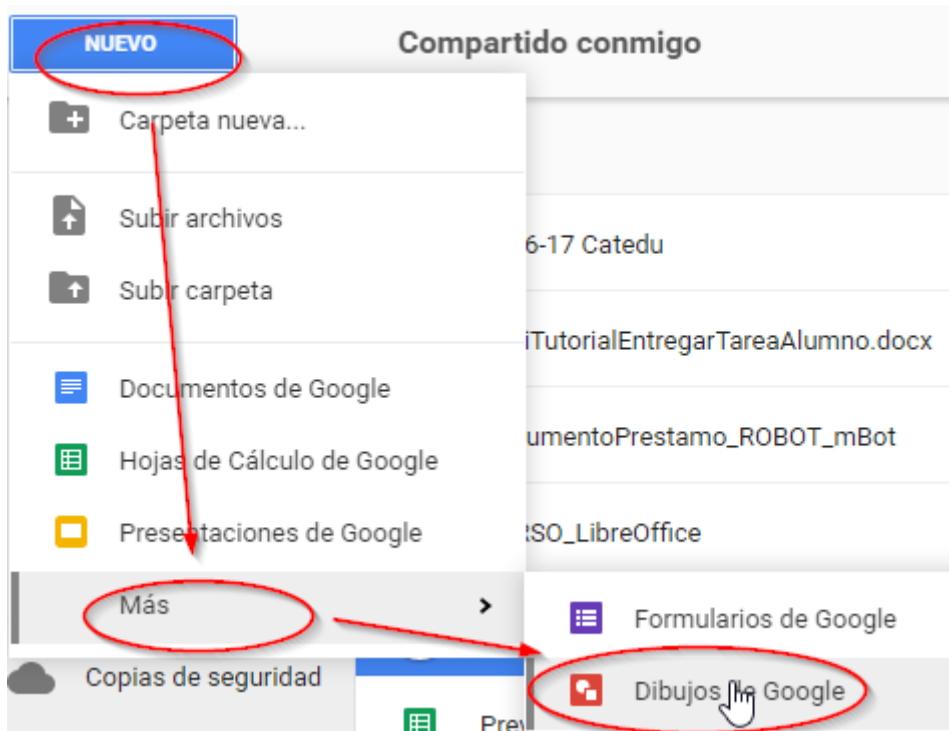 NUEVO
Compartido conmigo
Carpeta nueva...
Subir archivos
6-17 Catedu
Subir carpeta
iTutorialEntregarTareaAlumno.docx
Documentos de Google
umentoPrestamo_ROBOT_mBot
Hojas de Cálculo de Google
Presentaciones de Google
RSO_LibreOffice
Más
Formularios de Google
Copias de seguridad
Dibujos de Google
Prev